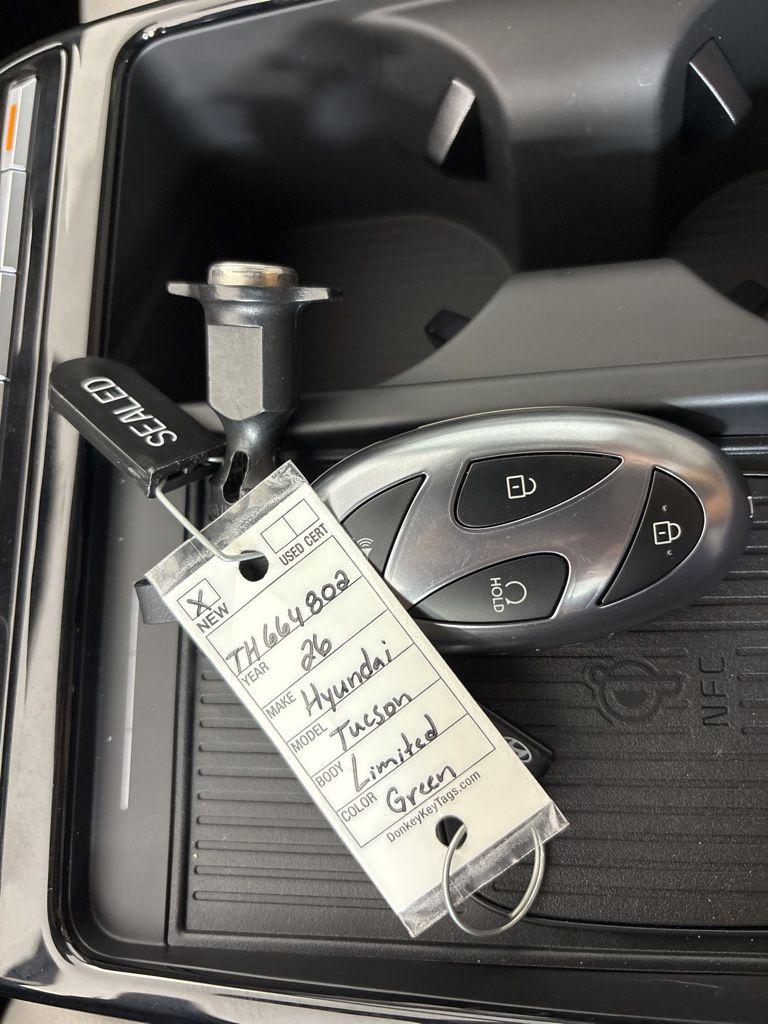 SEALED
USED CERT
X
NEW
TH664802
YEAR 26
MAKE Hyundai
MODEL Tucson
BODY Limited
COLOR Green
DonkeyKeyTags.com
HOLD
NFC